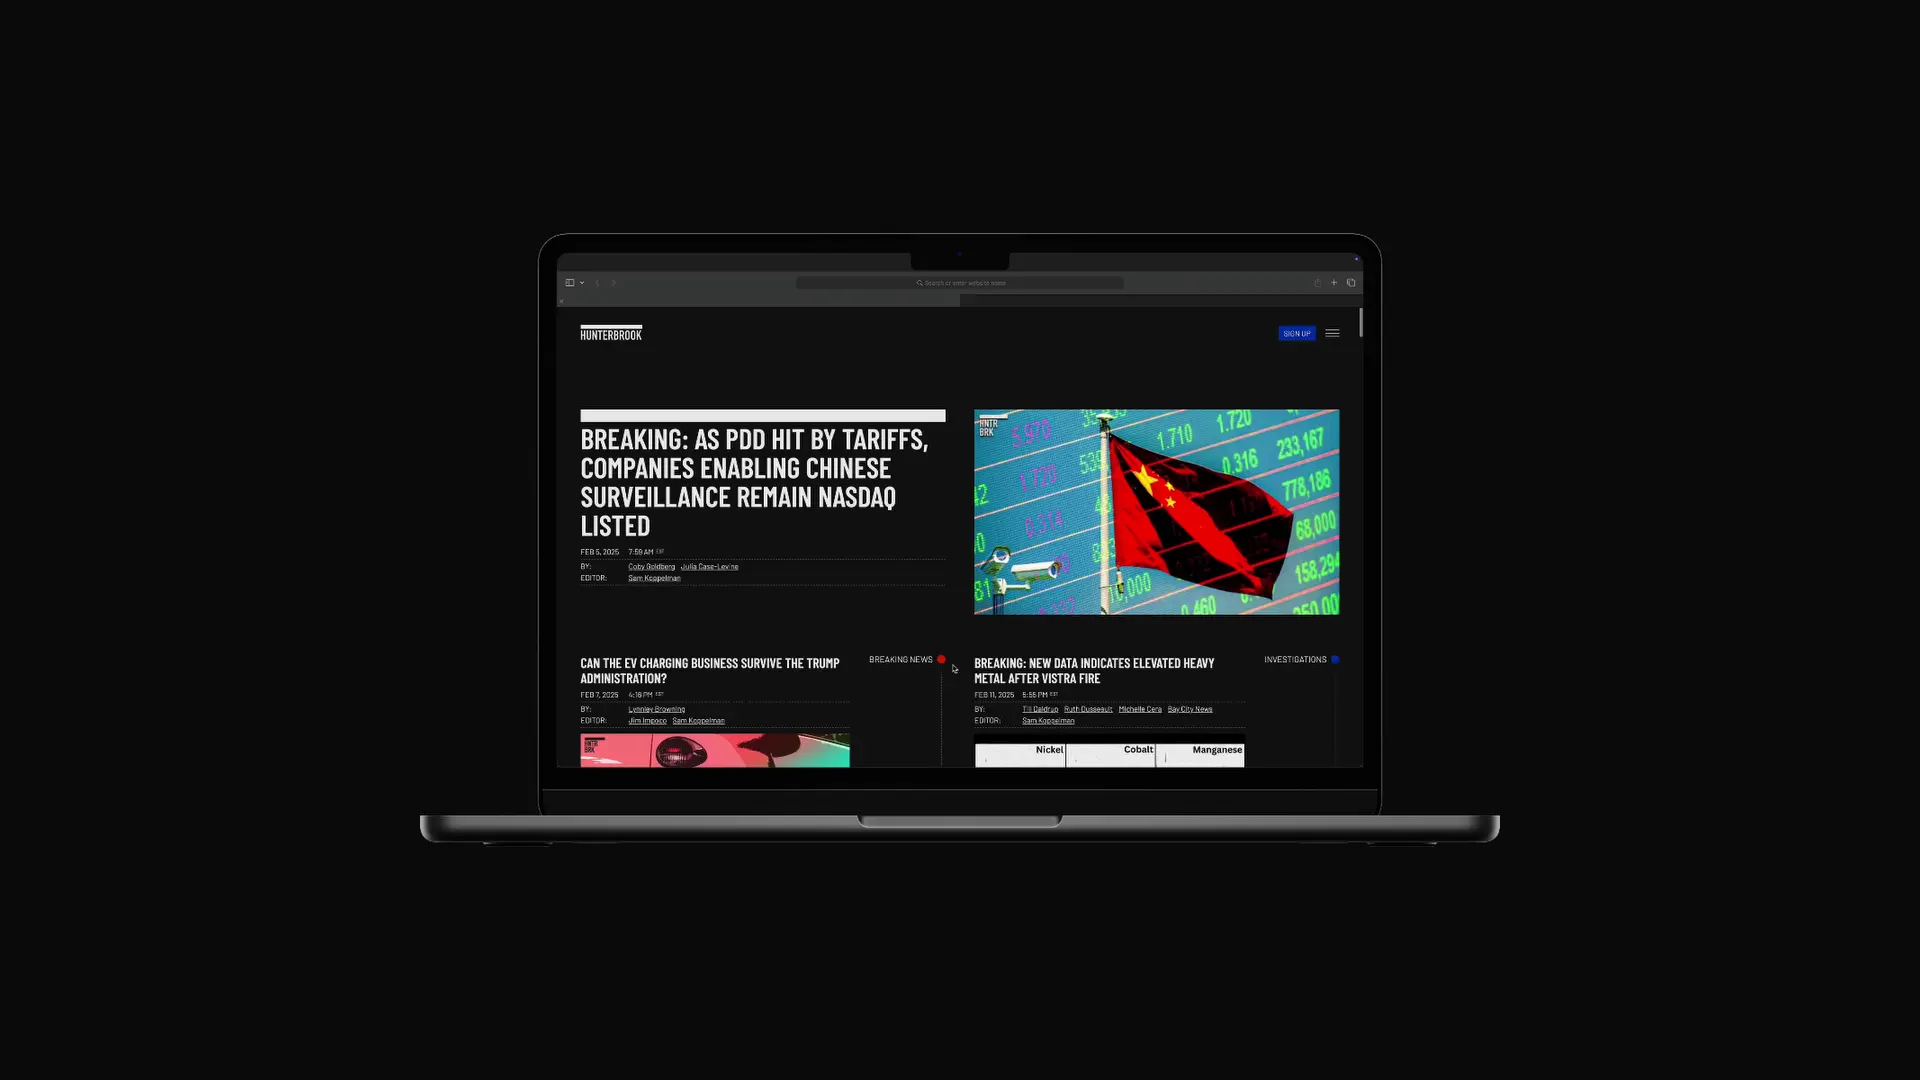 Search or enter website name
HUNTERBROOK
SIGN UP
BREAKING: AS PDD HIT BY TARIFFS,
COMPANIES ENABLING CHINESE
SURVEILLANCE REMAIN NASDAQ
LISTED
FEB 5, 2025 7:59 AM EST
BY: Coby Goldberg Julia Case-Levine
EDITOR: Sam Koppelman
HNTR
BRK
5.970
1.720
1.710
233,167
1.720
0.316
778,186
0.314
68,000
158,294
10,000
0.460
250,00
CAN THE EV CHARGING BUSINESS SURVIVE THE TRUMP
ADMINISTRATION?
FEB 7, 2025 4:18 PM EST
BY: Lynnley Browning
EDITOR: Jim Impoco Sam Koppelman
BREAKING NEWS
HNTR
BRK
BREAKING: NEW DATA INDICATES ELEVATED HEAVY
METAL AFTER VISTRA FIRE
FEB 11, 2025 5:55 PM EST
BY: Till Daldrup Ruth Dusseault Michelle Cera Bay City News
EDITOR: Sam Koppelman
INVESTIGATIONS
Nickel Cobalt Manganese